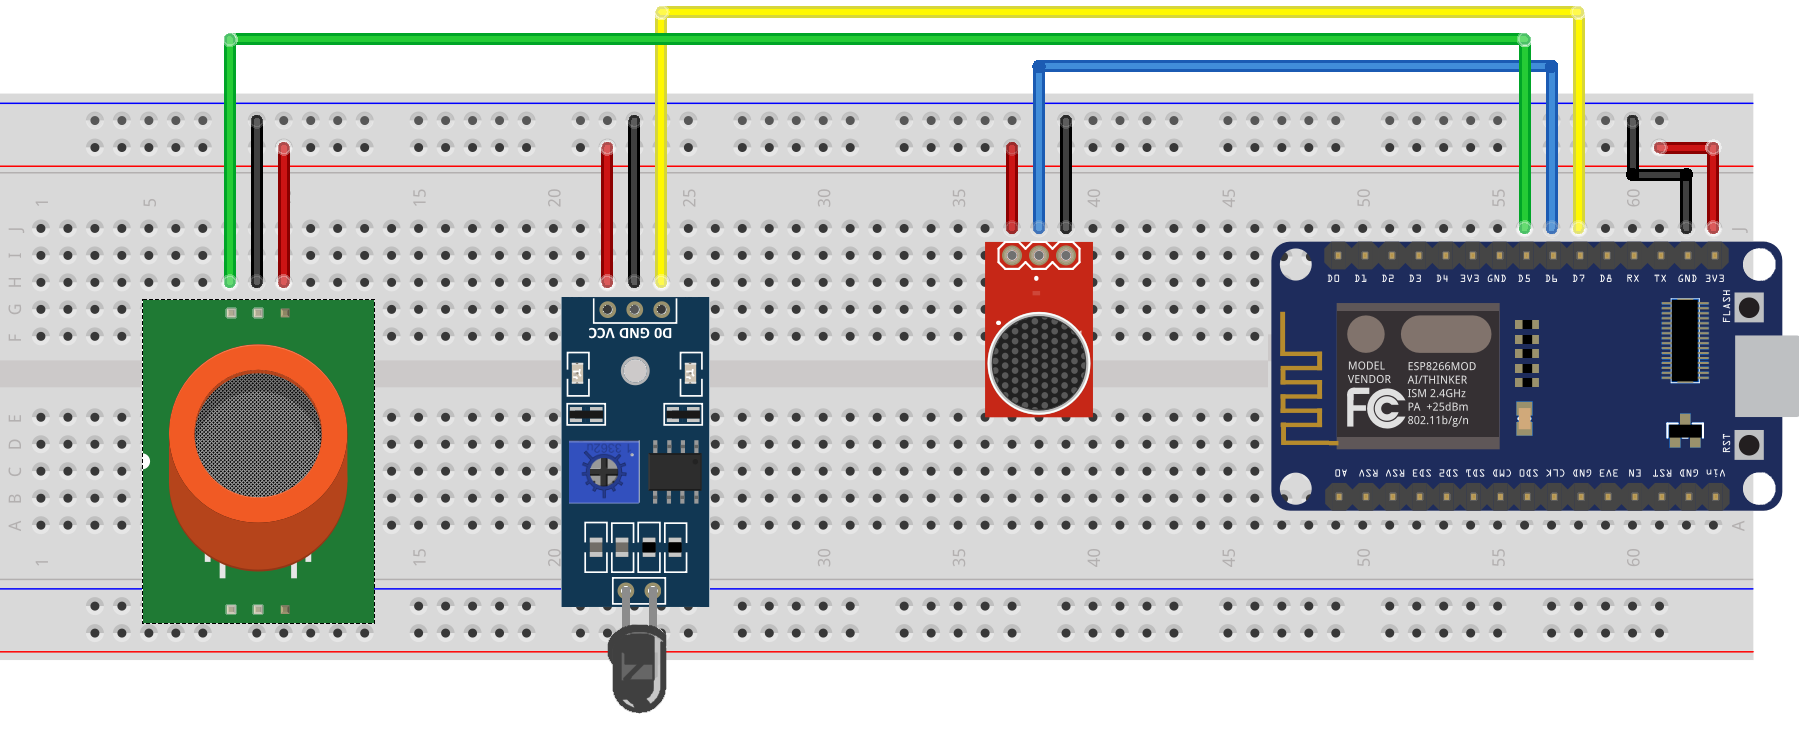 1 5 15 20 25 30 35 40 45 50 55 60
J J
I
H
G
F
E
D
C
B
A A
1 15 20 30 35 40 45 50 55 60
D0 GND VCC
D0 D1 D2 D3 D4 3V3 GND D5 D6 D7 D8 RX TX GND 3V3
FLASH
MODEL ESP8266MOD
VENDOR AI/THINKER
ISM 2.4GHz
PA +25dBm
802.11b/g/n
FC
RST
A0 RSV RSV SD3 SD2 SD1 CMD SD0 CLK GND 3V3 EN RST GND Vin